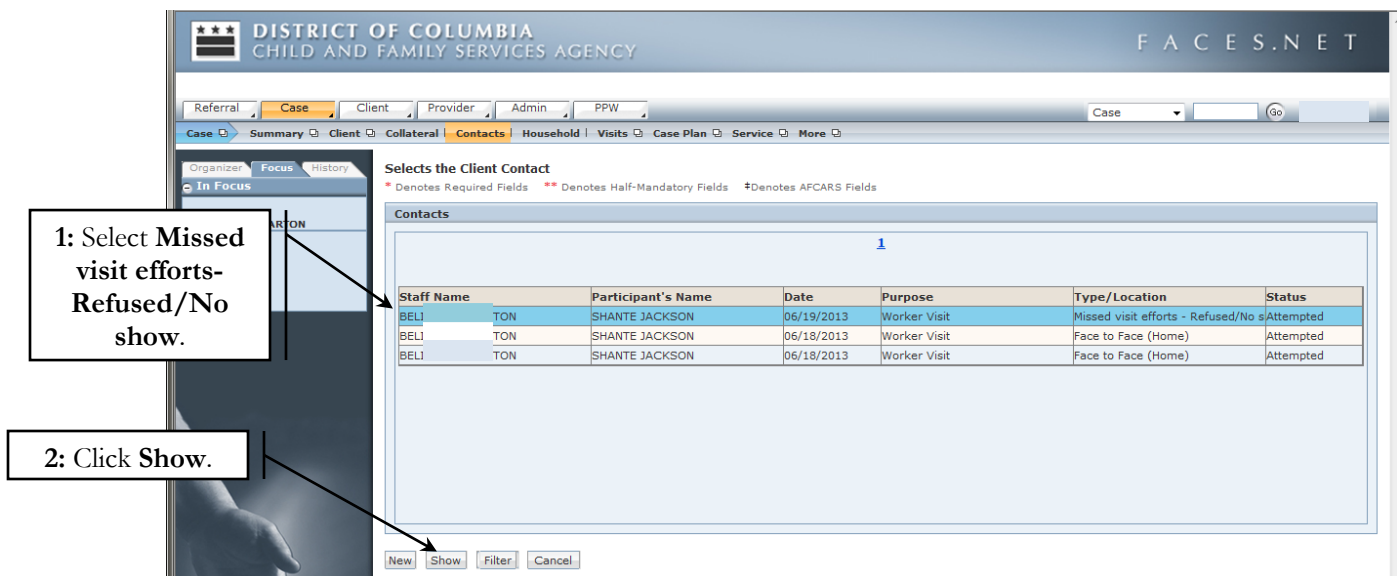 DISTRICT OF COLUMBIA
CHILD AND FAMILY SERVICES AGENCY
FACES.NET
Referral Case Client Provider Admin PPW Case Go
Case Summary Client Collateral Contacts Household Visits Case Plan Service More
Organizer Focus History
In Focus
ARTON
Selects the Client Contact
* Denotes Required Fields ** Denotes Half-Mandatory Fields ‡Denotes AFCARS Fields
Contacts
1
Staff Name Participant's Name Date Purpose Type/Location Status
BELI TON SHANTE JACKSON 06/19/2013 Worker Visit Missed visit efforts - Refused/No s Attempted
BELI TON SHANTE JACKSON 06/18/2013 Worker Visit Face to Face (Home) Attempted
BELI TON SHANTE JACKSON 06/18/2013 Worker Visit Face to Face (Home) Attempted
New Show Filter Cancel
1: Select Missed
visit efforts-
Refused/No
show.
2: Click Show.